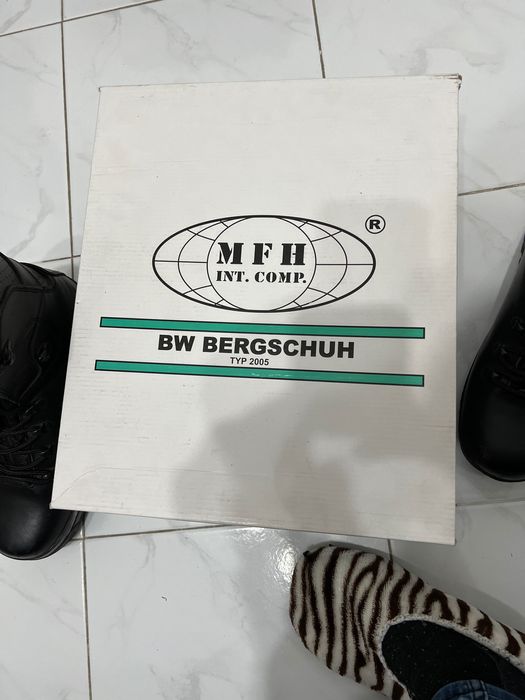 ®
MFH
INT. COMP.
BW BERGSCHUH
TYP 2005